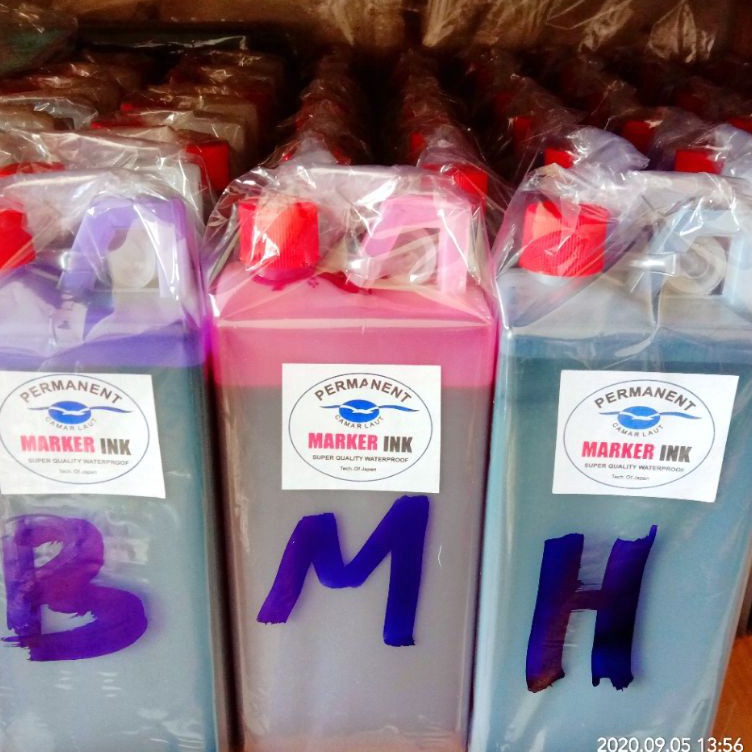 PERMANENT
CAMAR LAUT
MARKER INK
SUPER QUALITY WATERPROOF
Tech. Of Japan
B
PERMANENT
CAMAR LAUT
MARKER INK
SUPER QUALITY WATERPROOF
Tech. Of Japan
M
PERMANENT
CAMAR LAUT
MARKER INK
SUPER QUALITY WATERPROOF
Tech. Of Japan
H
2020.09.05 13:56